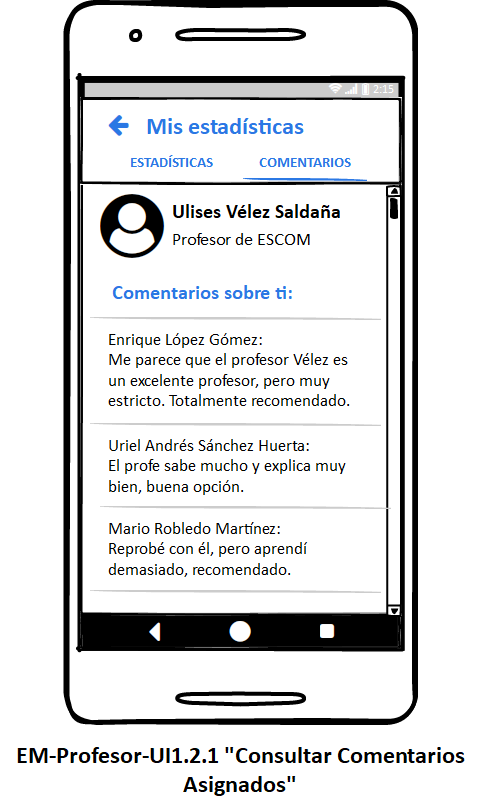 2:15
Mis estadísticas
ESTADÍSTICAS
COMENTARIOS
Ulises Vélez Saldaña
Profesor de ESCOM
Comentarios sobre ti:
Enrique López Gómez:
Me parece que el profesor Vélez es
un excelente profesor, pero muy
estricto. Totalmente recomendado.
Uriel Andrés Sánchez Huerta:
El profe sabe mucho y explica muy
bien, buena opción.
Mario Robledo Martínez:
Reprobé con él, pero aprendí
demasiado, recomendado.
EM-Profesor-UI1.2.1 "Consultar Comentarios
Asignados"